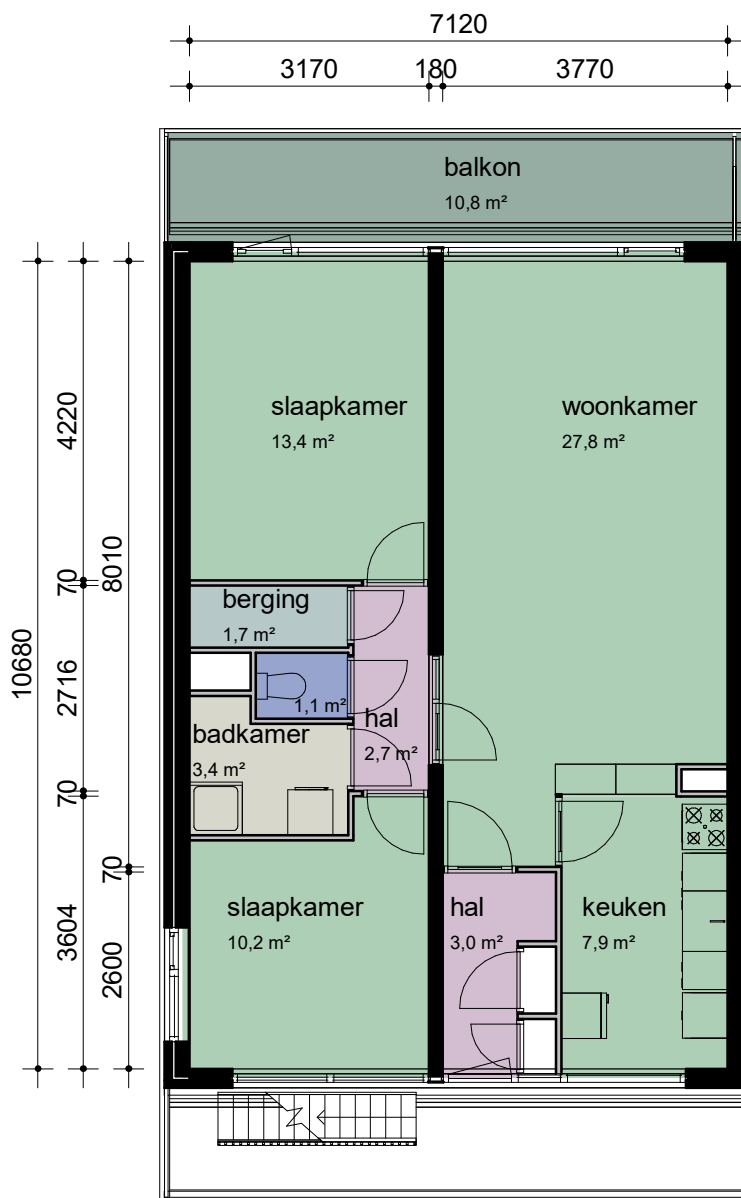 7120
3170 180 3770
balkon
10,8 m²
slaapkamer
13,4 m²
woonkamer
27,8 m²
4220
70
8010
10680
2716
70
70
3604
2600
berging
1,7 m²
1,1 m²
hal
2,7 m²
badkamer
3,4 m²
slaapkamer
10,2 m²
hal
3,0 m²
keuken
7,9 m²